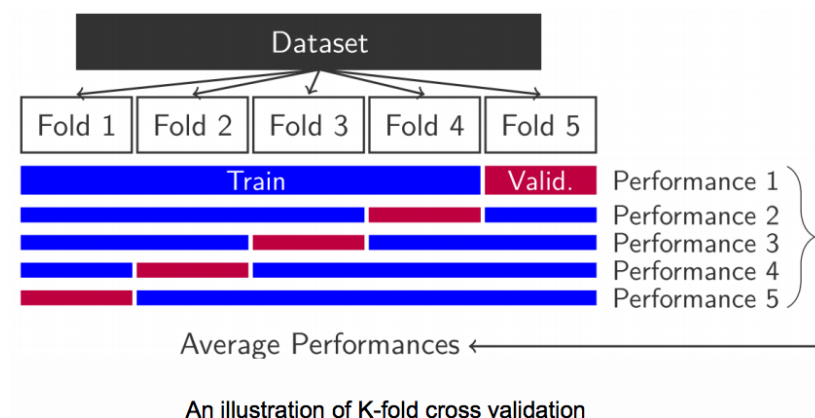 Dataset
Fold 1 Fold 2 Fold 3 Fold 4 Fold 5
Train Valid. Performance 1
Performance 2
Performance 3
Performance 4
Performance 5
Average Performances
An illustration of K-fold cross validation